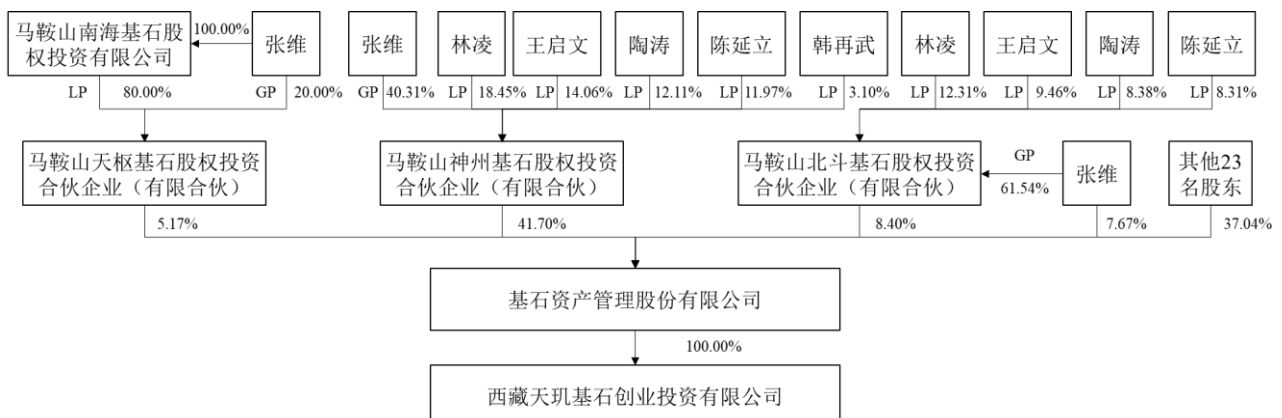 马鞍山南海基石股
权投资有限公司
100.00%
张维
张维
林凌
王启文
陶涛
陈延立
韩再武
林凌
王启文
陶涛
陈延立
LP
80.00%
GP
20.00%
GP
40.31%
LP
18.45%
LP
14.06%
LP
12.11%
LP
11.97%
LP
3.10%
LP
12.31%
LP
9.46%
LP
8.38%
LP
8.31%
马鞍山天枢基石股权投资
合伙企业（有限合伙）
马鞍山神州基石股权投资
合伙企业（有限合伙）
马鞍山北斗基石股权投资
合伙企业（有限合伙）
GP
61.54%
张维
其他23
名股东
5.17%
41.70%
8.40%
7.67%
37.04%
基石资产管理股份有限公司
100.00%
西藏天玑基石创业投资有限公司